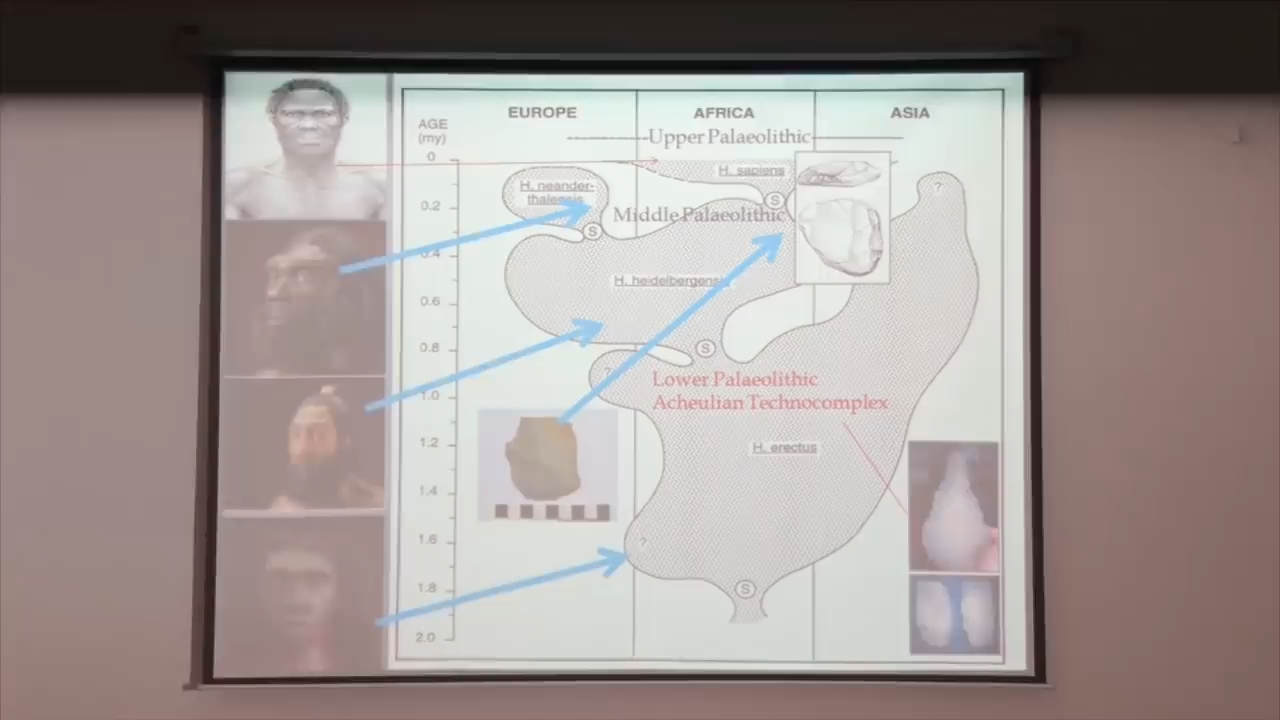 EUROPE
AFRICA
ASIA
AGE
(my)
Upper Palaeolithic
0
H. sapiens
?
H. neander-
thalensis
S
0.2
Middle Palaeolithic
S
0.4
H. heidelbergensis
0.6
0.8
S
?
Lower Palaeolithic
1.0
Acheulian Technocomplex
1.2
H. erectus
1.4
1.6
?
1.8
S
2.0